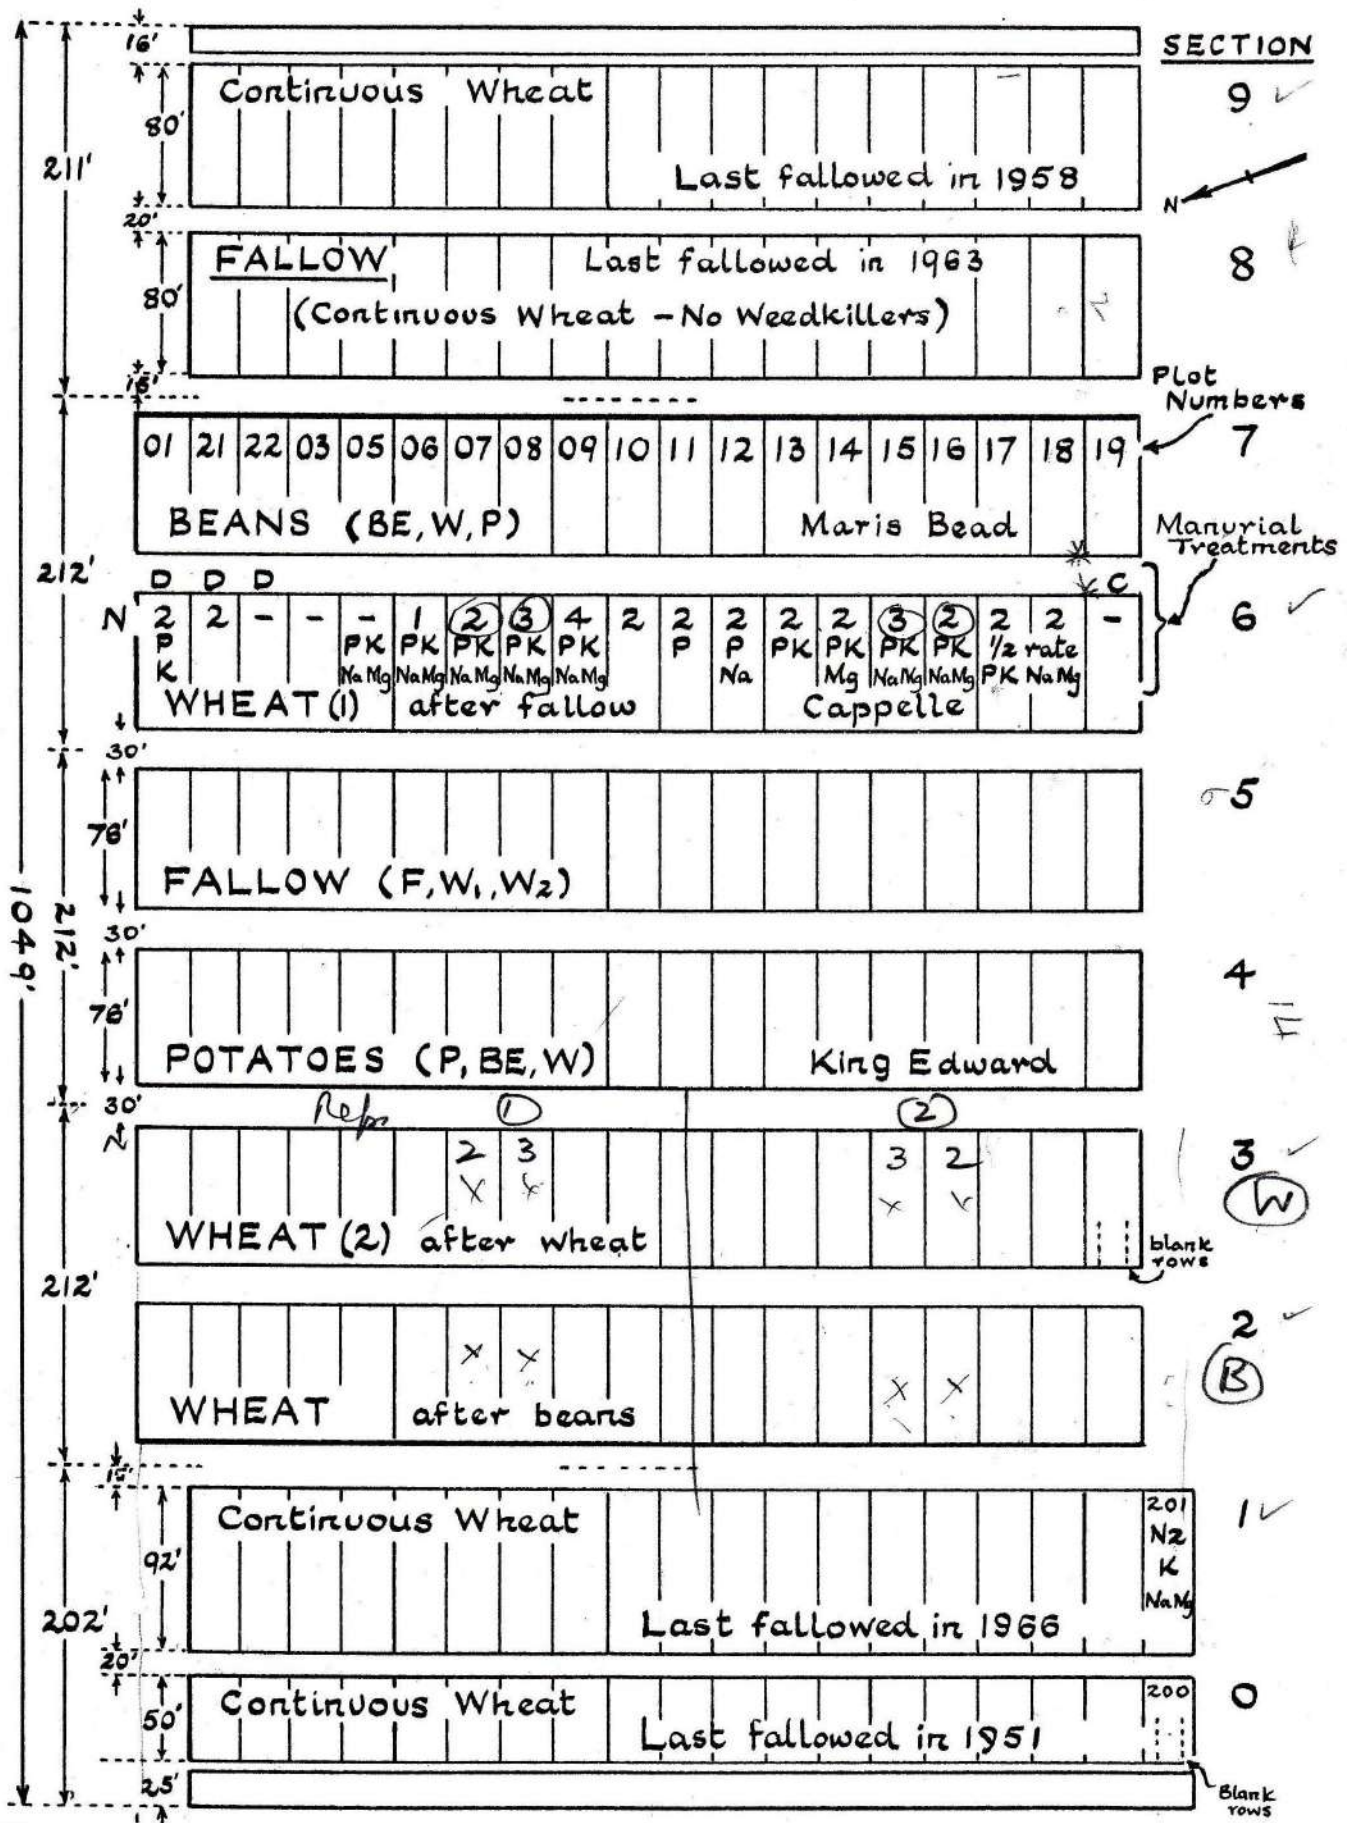 16'
SECTION
Continuous Wheat
9
80'
211'
Last fallowed in 1958
N
20'
FALLOW
Last fallowed in 1963
8
80'
(Continuous Wheat – No Weedkillers)
15'
Plot
Numbers
7
01 21 22 03 05 06 07 08 09 10 11 12 13 14 15 16 17 18 19
BEANS (BE, W, P)
Maris Bead
Manurial
Treatments
212'
D D D
C
N 2 2 - - - 1 2 3 4 2 2 2 2 2 3 2 2 2 -
6
P PK PK PK PK PK P P PK PK PK PK 1/2 rate
K Na Mg Na Mg Na Mg Na Mg Na Mg Na Mg Na Mg Na Mg PK Na Mg
WHEAT (1) after fallow
Cappelle
30'
5
76'
FALLOW (F, W1, W2)
1049'
212'
30'
4
76'
POTATOES (P, BE, W)
King Edward
30'
Reps
1
2
N
2 3
3 2
3
W
WHEAT (2) after wheat
blank
rows
212'
2
B
WHEAT after beans
15'
Continuous Wheat
201
N2
K
Na Mg
1
92'
202'
Last fallowed in 1966
20'
Continuous Wheat
200
0
50'
Last fallowed in 1951
25'
Blank
rows